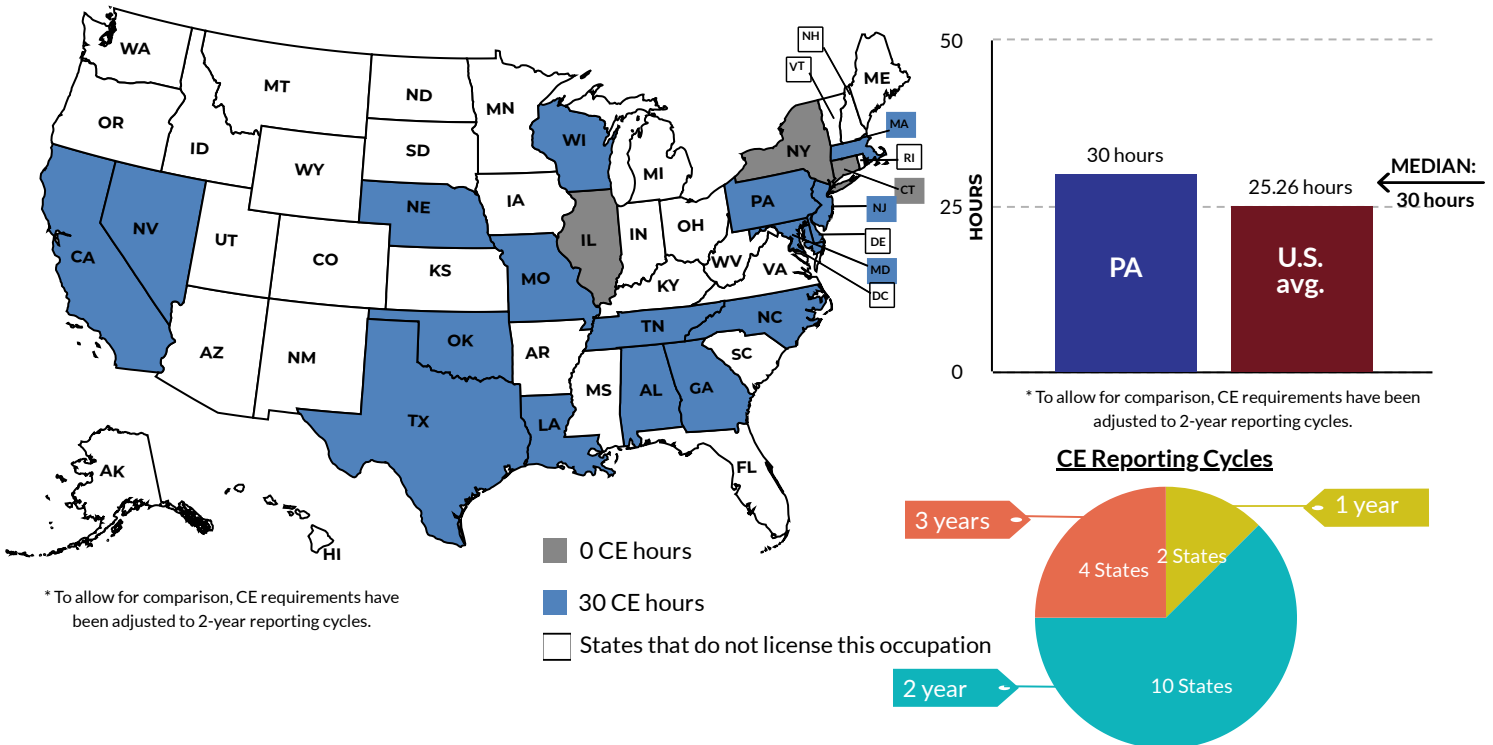 WA
MT
ND
MN
OR
ID
SD
WI
WY
IA
MI
NE
NV
UT
CO
KS
CA
IL
IN
OH
PA
NY
WV
VA
KY
MO
AZ
NM
OK
AR
TN
NC
SC
MS
AL
GA
TX
LA
FL
AK
HI
NH
VT
ME
MA
RI
CT
NJ
DE
MD
DC
0 CE hours
30 CE hours
States that do not license this occupation
* To allow for comparison, CE requirements have
been adjusted to 2-year reporting cycles.
50
25
0
HOURS
30 hours
25.26 hours
MEDIAN:
30 hours
PA
U.S.
avg.
* To allow for comparison, CE requirements have been
adjusted to 2-year reporting cycles.
CE Reporting Cycles
3 years
1 year
4 States
2 States
10 States
2 year